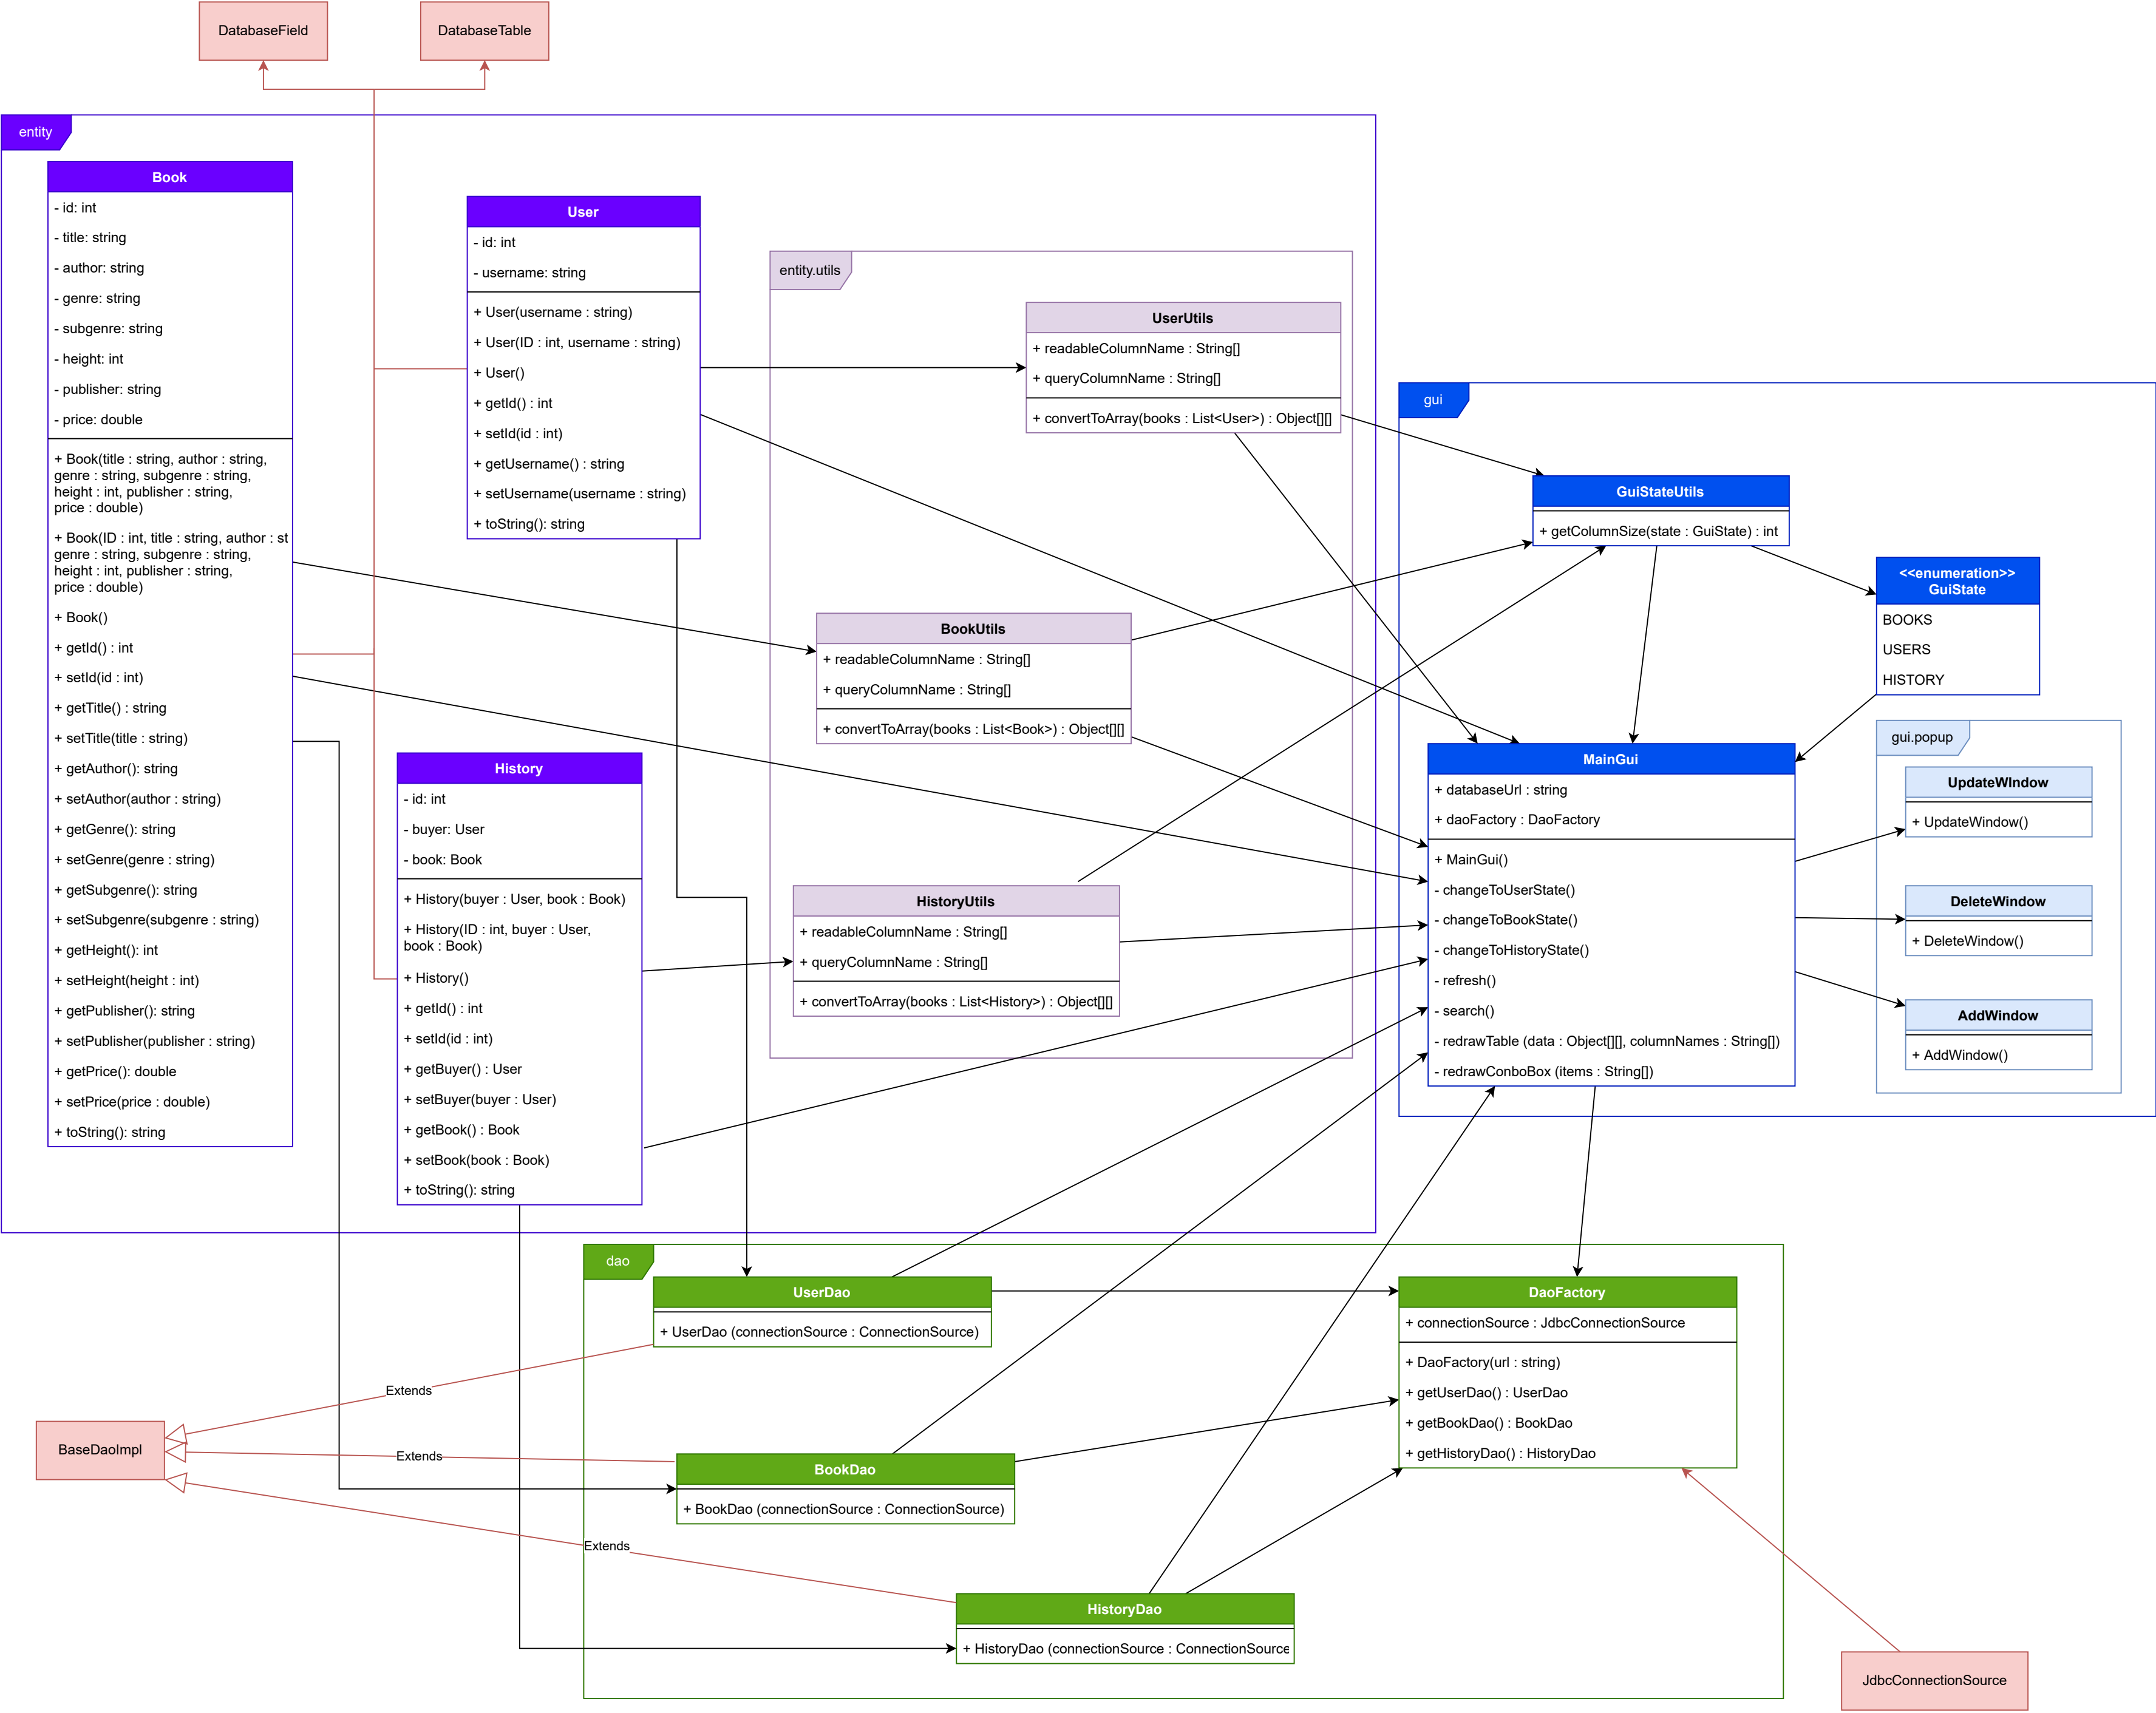 DatabaseField
DatabaseTable
entity
Book
- id: int
- title: string
- author: string
- genre: string
- subgenre: string
- height: int
- publisher: string
- price: double
+ Book(title : string, author : string,
genre : string, subgenre : string,
height : int, publisher : string,
price : double)
+ Book(ID : int, title : string, author : st
genre : string, subgenre : string,
height : int, publisher : string,
price : double)
+ Book()
+ getId() : int
+ setId(id : int)
+ getTitle() : string
+ setTitle(title : string)
+ getAuthor(): string
+ setAuthor(author : string)
+ getGenre(): string
+ setGenre(genre : string)
+ getSubgenre(): string
+ setSubgenre(subgenre : string)
+ getHeight(): int
+ setHeight(height : int)
+ getPublisher(): string
+ setPublisher(publisher : string)
+ getPrice(): double
+ setPrice(price : double)
+ toString(): string
User
- id: int
- username: string
+ User(username : string)
+ User(ID : int, username : string)
+ User()
+ getId() : int
+ setId(id : int)
+ getUsername() : string
+ setUsername(username : string)
+ toString(): string
History
- id: int
- buyer: User
- book: Book
+ History(buyer : User, book : Book)
+ History(ID : int, buyer : User,
book : Book)
+ History()
+ getId() : int
+ setId(id : int)
+ getBuyer() : User
+ setBuyer(buyer : User)
+ getBook() : Book
+ setBook(book : Book)
+ toString(): string
entity.utils
UserUtils
+ readableColumnName : String[]
+ queryColumnName : String[]
+ convertToArray(books : List<User>) : Object[][]
BookUtils
+ readableColumnName : String[]
+ queryColumnName : String[]
+ convertToArray(books : List<Book>) : Object[][]
HistoryUtils
+ readableColumnName : String[]
+ queryColumnName : String[]
+ convertToArray(books : List<History>) : Object[][]
gui
GuiStateUtils
+ getColumnSize(state : GuiState) : int
<<enumeration>>
GuiState
BOOKS
USERS
HISTORY
MainGui
+ databaseUrl : string
+ daoFactory : DaoFactory
+ MainGui()
- changeToUserState()
- changeToBookState()
- changeToHistoryState()
- refresh()
- search()
- redrawTable (data : Object[][], columnNames : String[])
- redrawConboBox (items : String[])
gui.popup
UpdateWIndow
+ UpdateWindow()
DeleteWindow
+ DeleteWindow()
AddWindow
+ AddWindow()
dao
UserDao
+ UserDao (connectionSource : ConnectionSource)
BookDao
+ BookDao (connectionSource : ConnectionSource)
HistoryDao
+ HistoryDao (connectionSource : ConnectionSource
DaoFactory
+ connectionSource : JdbcConnectionSource
+ DaoFactory(url : string)
+ getUserDao() : UserDao
+ getBookDao() : BookDao
+ getHistoryDao() : HistoryDao
Extends
Extends
Extends
BaseDaoImpl
JdbcConnectionSource